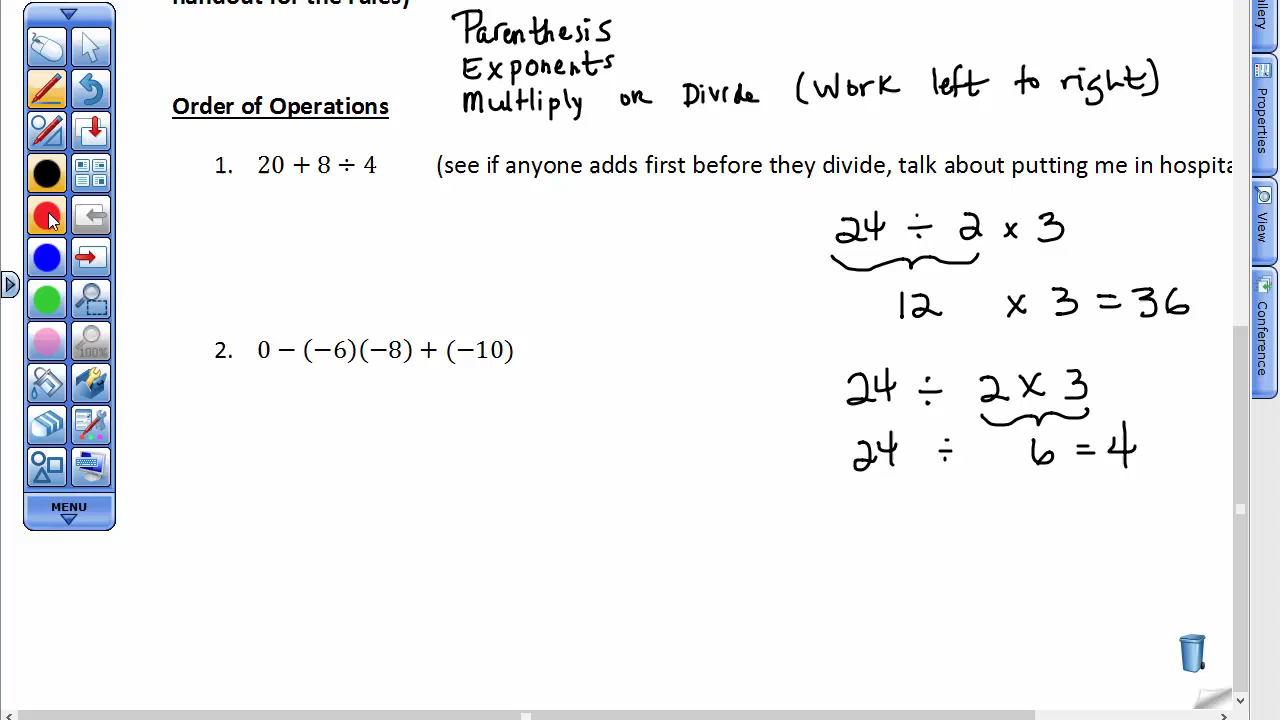 handout for the rules)
Parenthesis
Exponents
Multliply or Divide (Work left to right)
Order of Operations
1. 20 + 8 ÷ 4 (see if anyone adds first before they divide, talk about putting me in hospita
24 ÷ 2 x 3
12 x 3 = 36
2. 0 − (−6)(−8) + (−10)
24 ÷ 2 x 3
24 ÷ 6 = 4
MENU
100%
allery
Properties
View
Conference